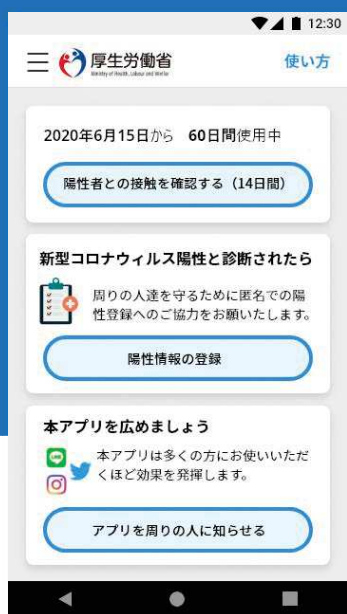 12:30
厚生労働省
Ministry of Health, Labour and Welfare
使い方
2020年6月15日から 60日間使用中
陽性者との接触を確認する(14日間)
新型コロナウィルス陽性と診断されたら
周りの人達を守るために匿名での陽
性登録へのご協力をお願いいたします。
陽性情報の登録
本アプリを広めましょう
LINE
本アプリは多くの方にお使いいただ
くほど効果を発揮します。
アプリを周りの人に知らせる